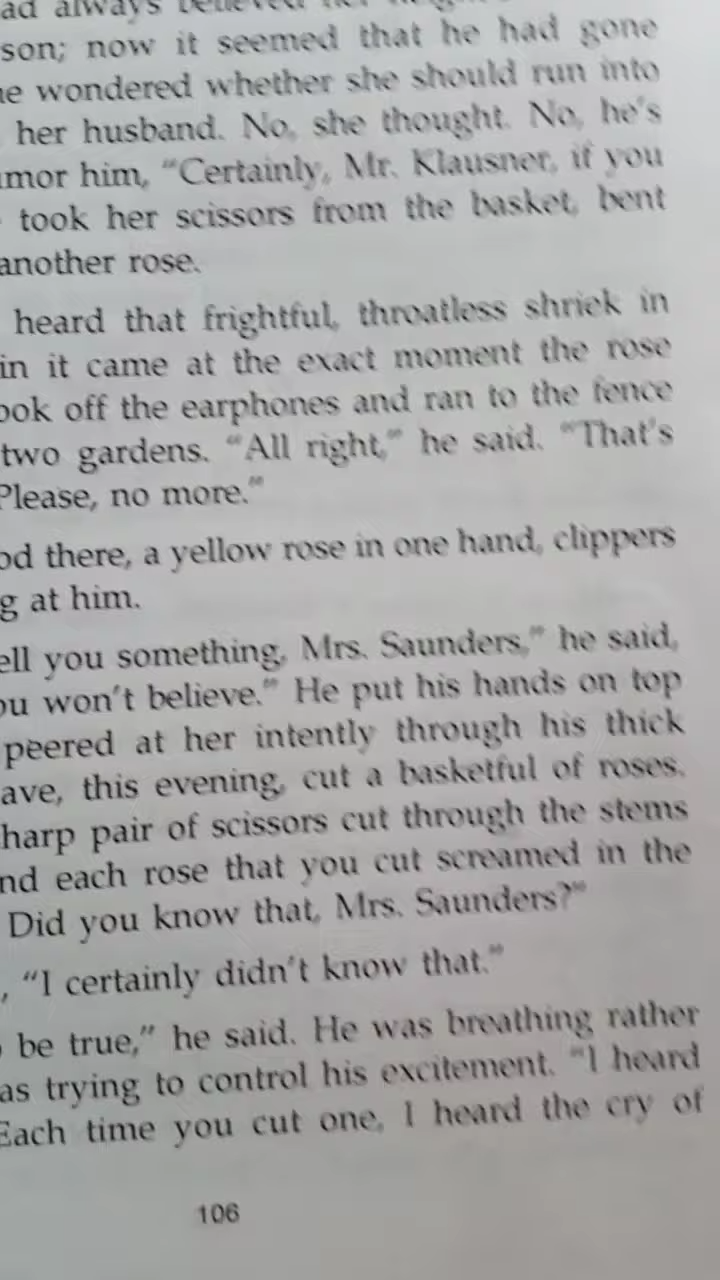 ad always believed her
son; now it seemed that he had gone
he wondered whether she should run into
her husband. No, she thought. No, he's
mor him, "Certainly, Mr. Klausner, if you
took her scissors from the basket, bent
another rose.
heard that frightful, throatless shriek in
in it came at the exact moment the rose
ook off the earphones and ran to the fence
two gardens. "All right," he said. "That's
Please, no more."
od there, a yellow rose in one hand, clippers
g at him.
ell you something, Mrs. Saunders," he said,
ou won't believe." He put his hands on top
peered at her intently through his thick
ave, this evening, cut a basketful of roses.
harp pair of scissors cut through the stems
nd each rose that you cut screamed in the
Did you know that, Mrs. Saunders?"
, "I certainly didn't know that."
be true," he said. He was breathing rather
as trying to control his excitement. "I heard
Each time you cut one, I heard the cry of
106